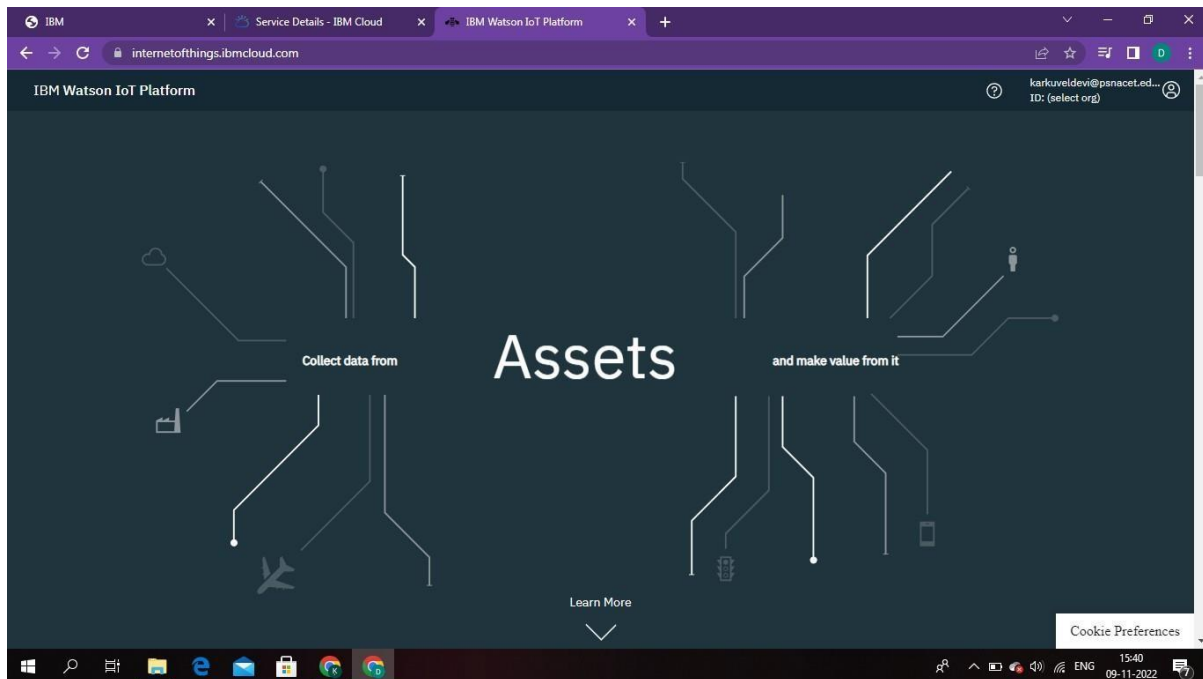 IBM
Service Details - IBM Cloud
IBM Watson IoT Platform
internetofthings.ibmcloud.com
D
IBM Watson IoT Platform
karkuveldevi@psnacet.ed...
ID: (select org)
Collect data from
Assets
and make value from it
Learn More
Cookie Preferences
K
D
ENG
15:40
09-11-2022
7